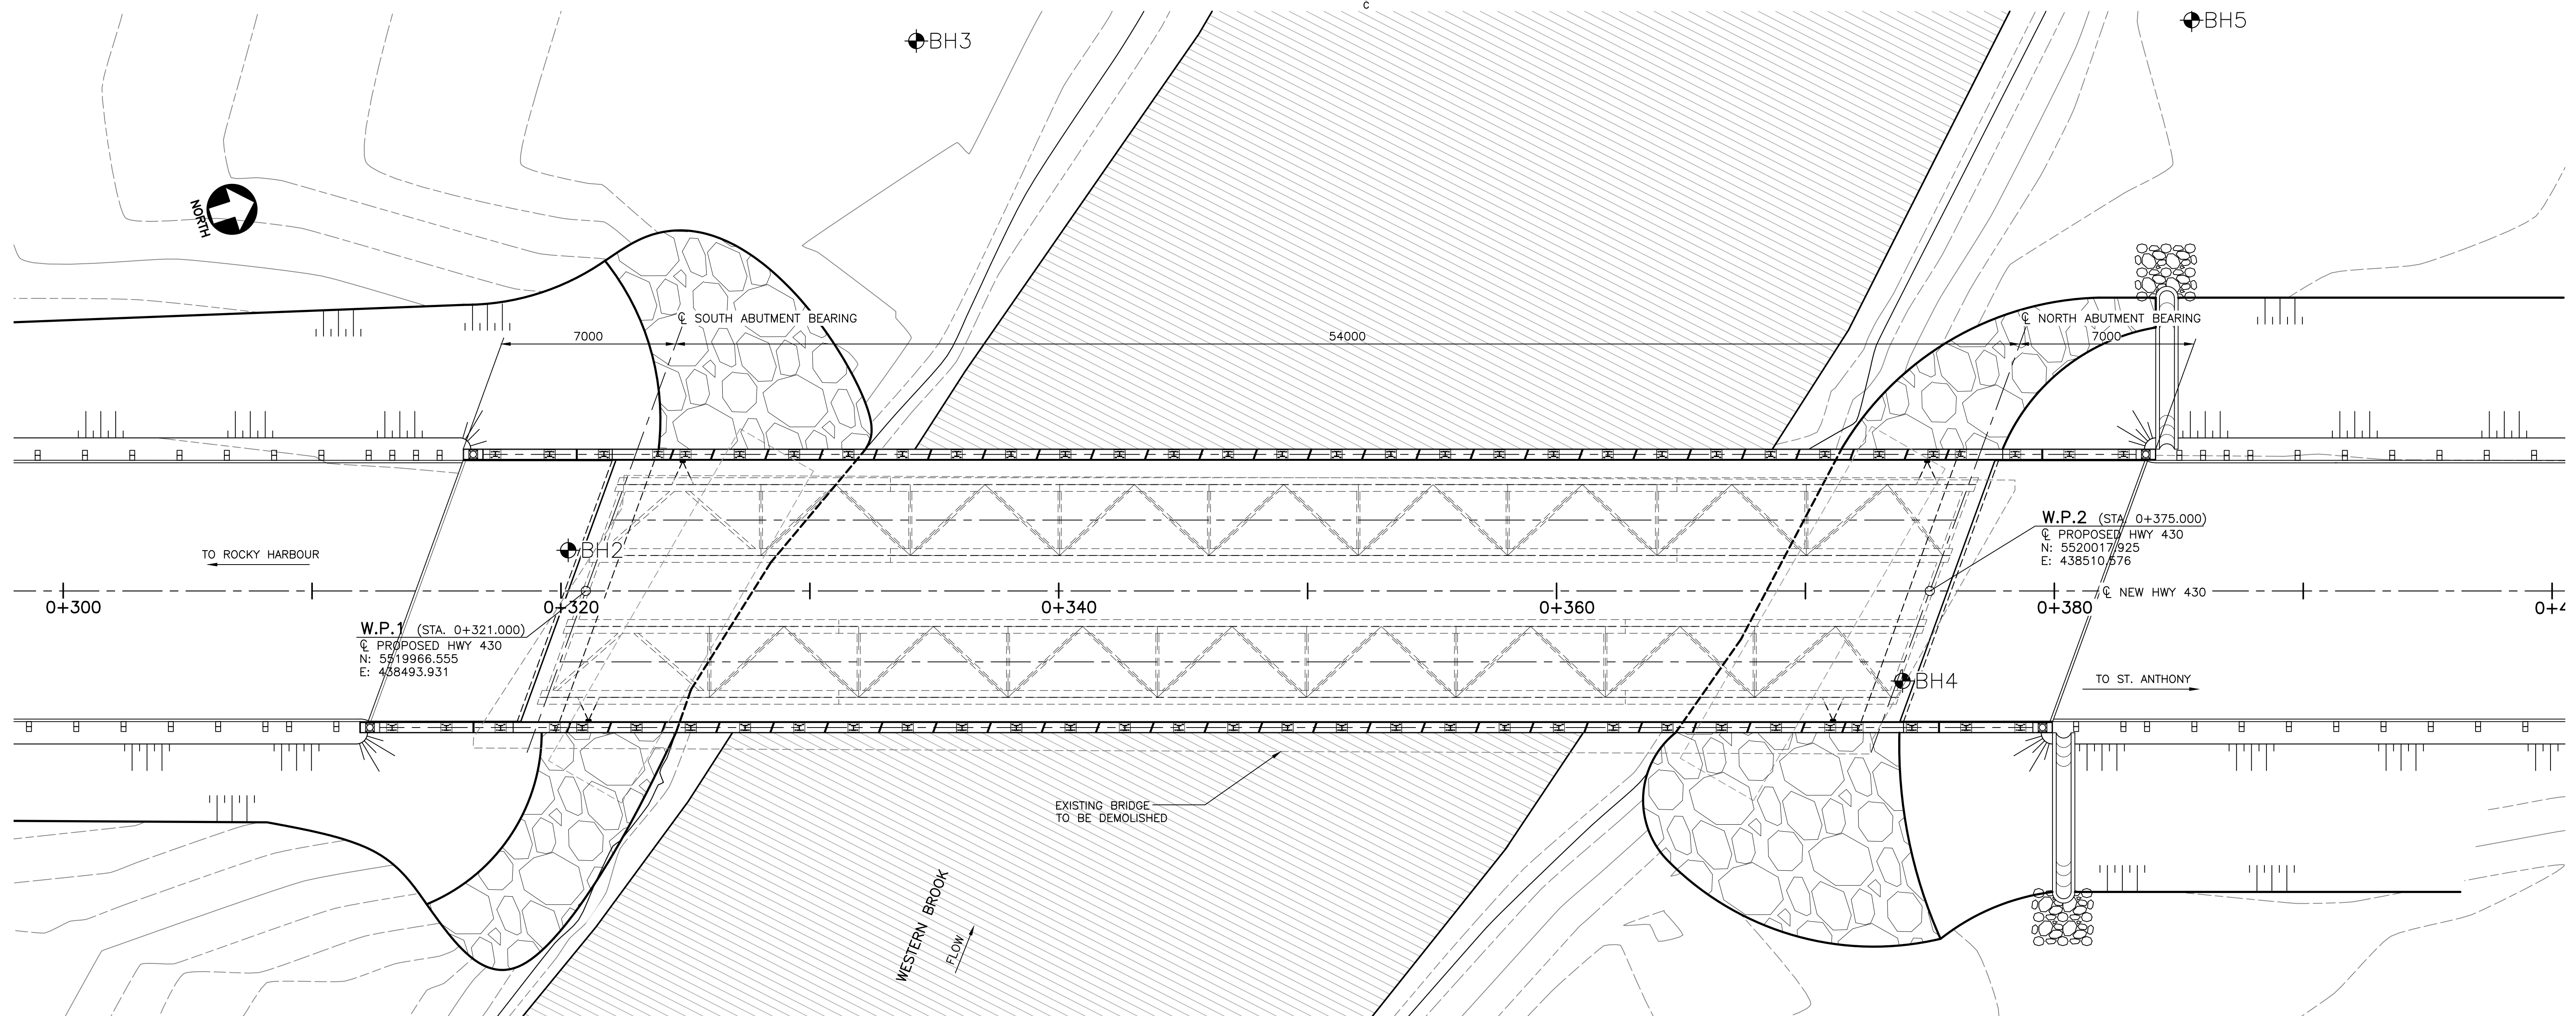 C
BH3
BH5
NORTH
℄ SOUTH ABUTMENT BEARING
℄ NORTH ABUTMENT BEARING
7000
54000
7000
W.P.2 (STA. 0+375.000)
℄ PROPOSED HWY 430
N: 5520017.925
E: 438510.576
BH2
TO ROCKY HARBOUR
0+300
0+320
0+340
0+360
0+380
℄ NEW HWY 430
0+4
W.P.1 (STA. 0+321.000)
℄ PROPOSED HWY 430
N: 5519966.555
E: 438493.931
BH4
TO ST. ANTHONY
EXISTING BRIDGE
TO BE DEMOLISHED
WESTERN BROOK
FLOW